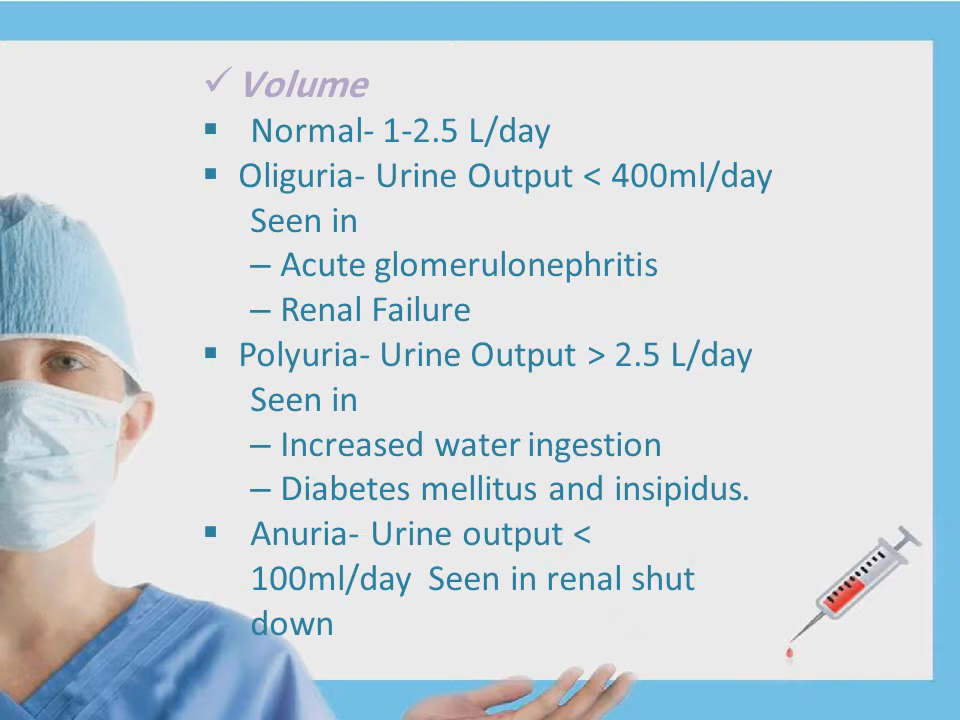 ✓ Volume
▪ Normal- 1-2.5 L/day
▪ Oliguria- Urine Output < 400ml/day
Seen in
– Acute glomerulonephritis
– Renal Failure
▪ Polyuria- Urine Output > 2.5 L/day
Seen in
– Increased water ingestion
– Diabetes mellitus and insipidus.
▪ Anuria- Urine output <
100ml/day Seen in renal shut
down